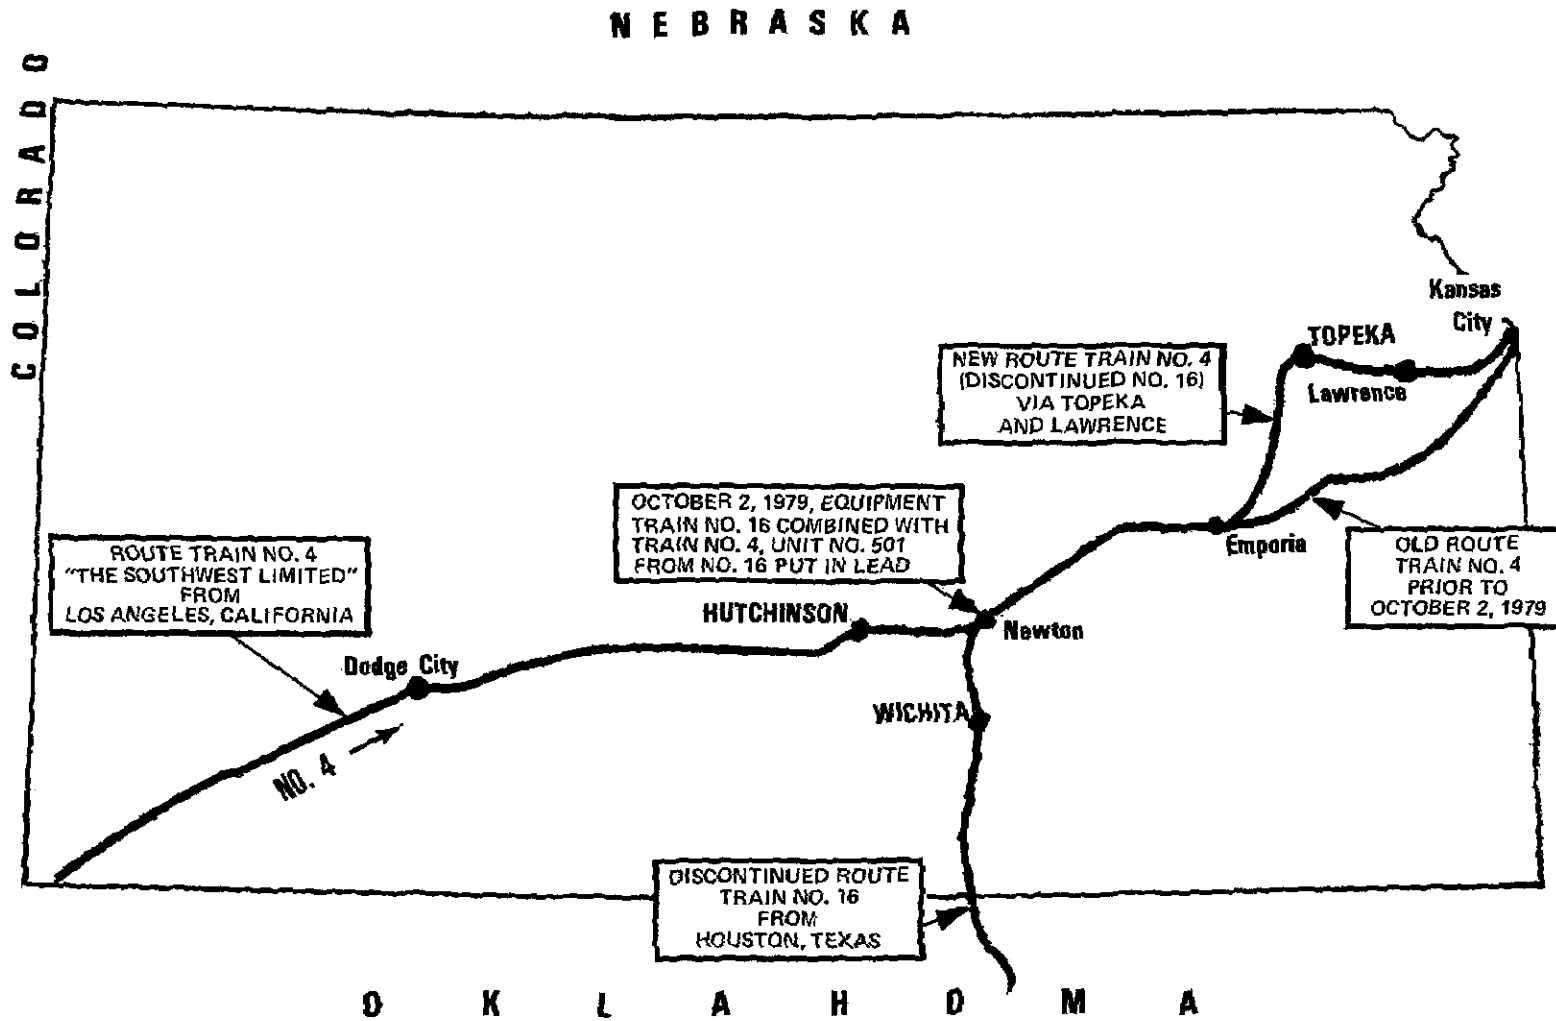 NEBRASKA
COLORADO
Kansas
City
TOPEKA
Lawrence
NEW ROUTE TRAIN NO. 4
(DISCONTINUED NO. 16)
VIA TOPEKA
AND LAWRENCE
OCTOBER 2, 1979, EQUIPMENT
TRAIN NO. 16 COMBINED WITH
TRAIN NO. 4, UNIT NO. 501
FROM NO. 16 PUT IN LEAD
Emporia
OLD ROUTE
TRAIN NO. 4
PRIOR TO
OCTOBER 2, 1979
ROUTE TRAIN NO. 4
"THE SOUTHWEST LIMITED"
FROM
LOS ANGELES, CALIFORNIA
HUTCHINSON
Newton
Dodge City
WICHITA
NO. 4
DISCONTINUED ROUTE
TRAIN NO. 16
FROM
HOUSTON, TEXAS
OKLAHOMA